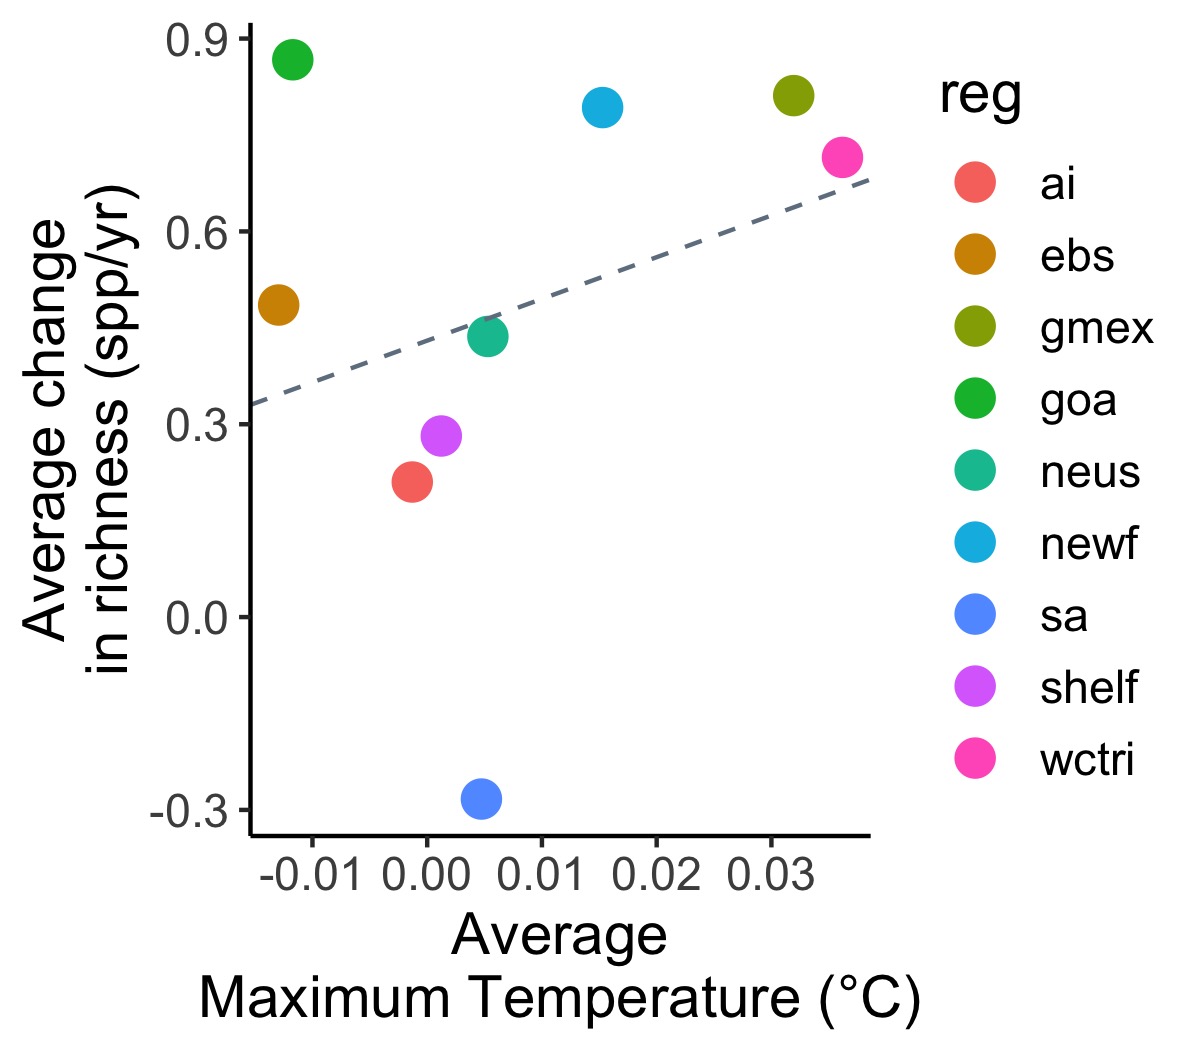 Average change
in richness (spp/yr)
0.9
0.6
0.3
0.0
-0.3
-0.01 0.00 0.01 0.02 0.03
Average
Maximum Temperature (°C)
reg
ai
ebs
gmex
goa
neus
newf
sa
shelf
wctri